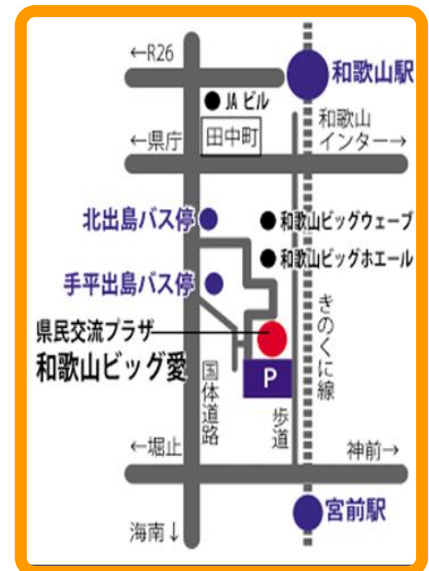 ←R26
和歌山駅
JA ビル
田中町
和歌山
インター→
←県庁
北出島バス停
和歌山ビッグウェーブ
和歌山ビッグホエール
手平出島バス停
きのくに線
県民交流プラザ
和歌山ビッグ愛
P
国体道路
歩道
←堀止
神前→
宮前駅
海南↓